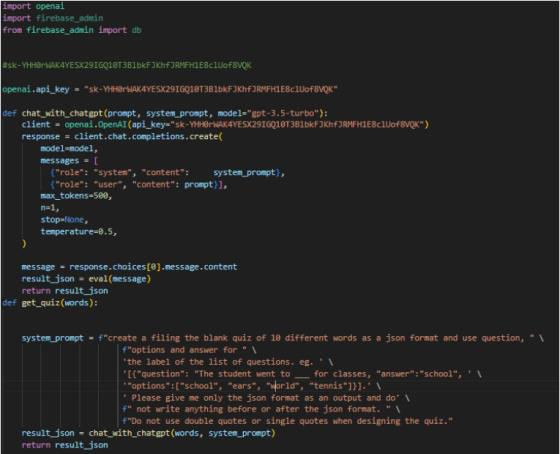 import openai
import firebase_admin
from firebase_admin import db
openai.api_key =
def chat_with_chatgpt(prompt, system_prompt, model="gpt-3.5-turbo"):
client = openai.OpenAI(api_key=
response = client.chat.completions.create(
model=model,
messages = [
{"role": "system", "content": system_prompt},
{"role": "user", "content": prompt}],
max_tokens=500,
n=1,
stop=None,
temperature=0.5,
)
message = response.choices[0].message.content
result_json = eval(message)
return result_json
def get_quiz(words):
system_prompt = f"create a filing the blank quiz of 10 different words as a json format and use question, " \
f"options and answer for " \
'the label of the list of questions. eg. ' \
'[{"question": "The student went to ___ for classes, "answer":"school", ' \
'"options":["school", "ears", "world", "tennis"]}].' \
' Please give me only the json format as an output and do' \
f" not write anything before or after the json format. " \
f"Do not use double quotes or single quotes when designing the quiz."
result_json = chat_with_chatgpt(words, system_prompt)
return result_json